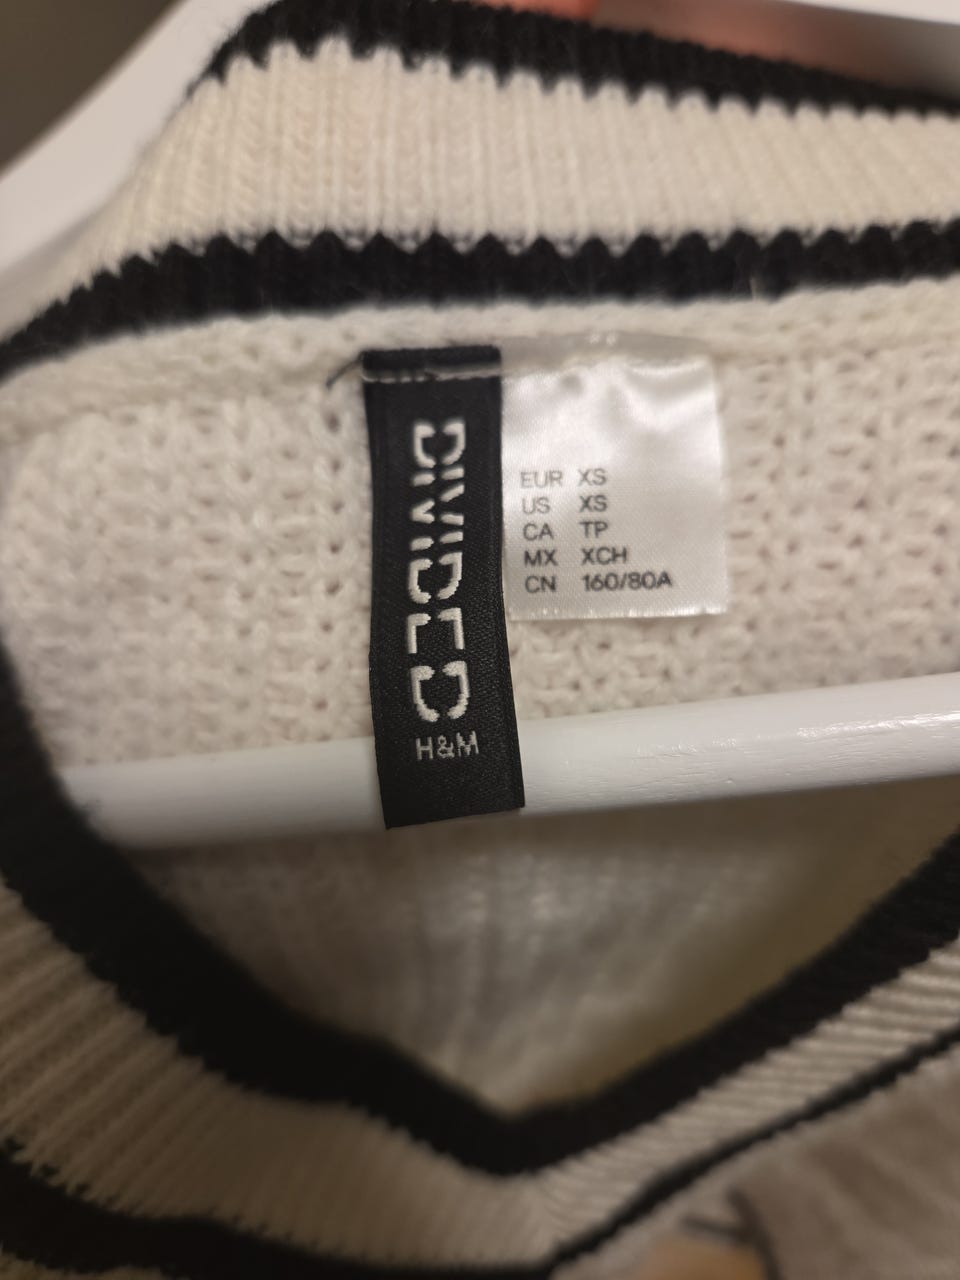 DIVIDED
H&M
EUR XS
US XS
CA TP
MX XCH
CN 160/80A